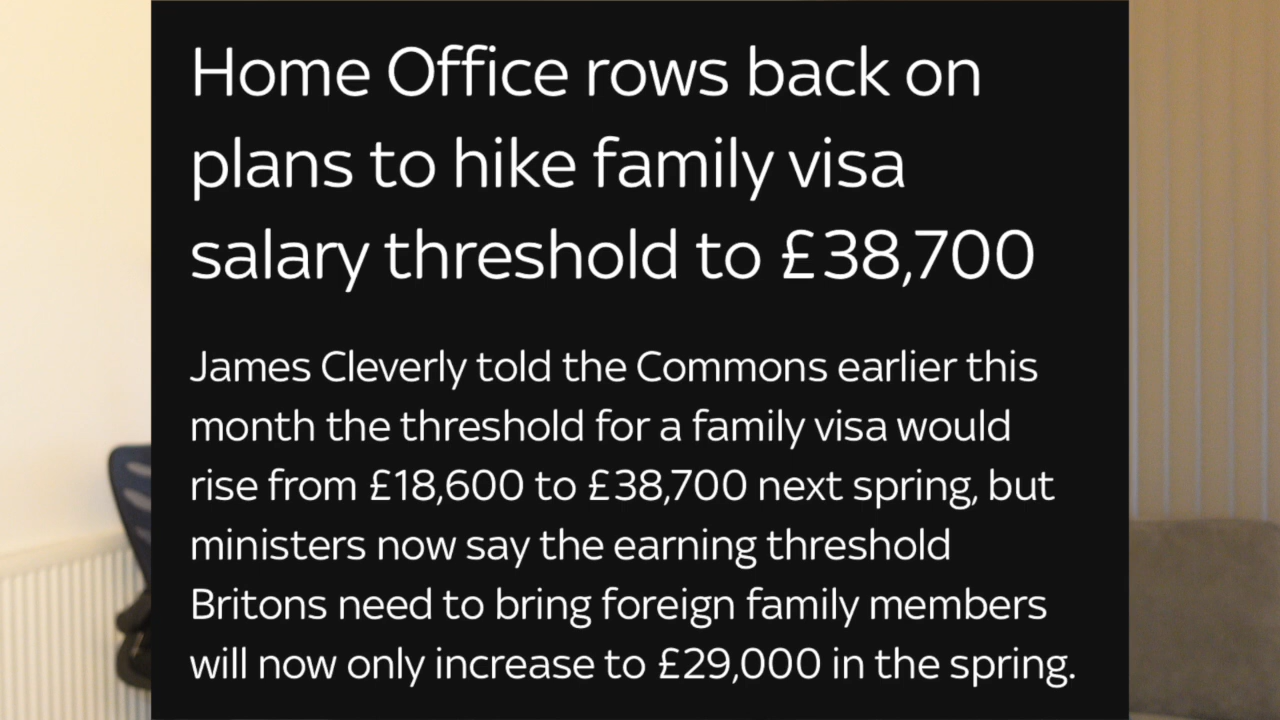 Home Office rows back on
plans to hike family visa
salary threshold to £38,700
James Cleverly told the Commons earlier this
month the threshold for a family visa would
rise from £18,600 to £38,700 next spring, but
ministers now say the earning threshold
Britons need to bring foreign family members
will now only increase to £29,000 in the spring.